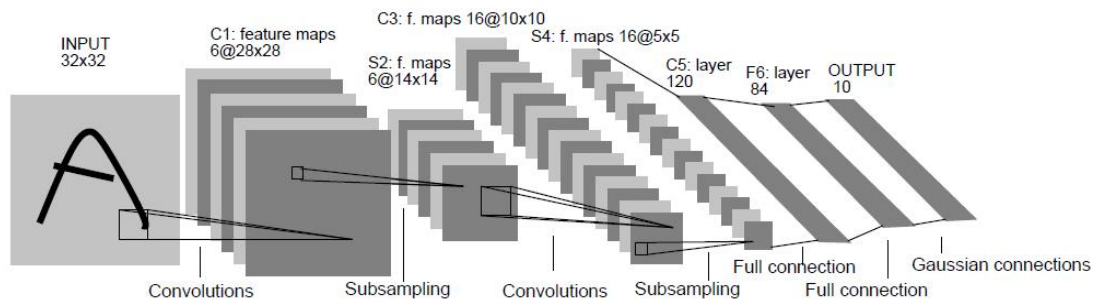 INPUT
32x32
C1: feature maps
6@28x28
S2: f. maps
6@14x14
C3: f. maps 16@10x10
S4: f. maps 16@5x5
C5: layer
120
F6: layer
84
OUTPUT
10
A
Convolutions
Subsampling
Convolutions
Subsampling
Full connection
Full connection
Gaussian connections